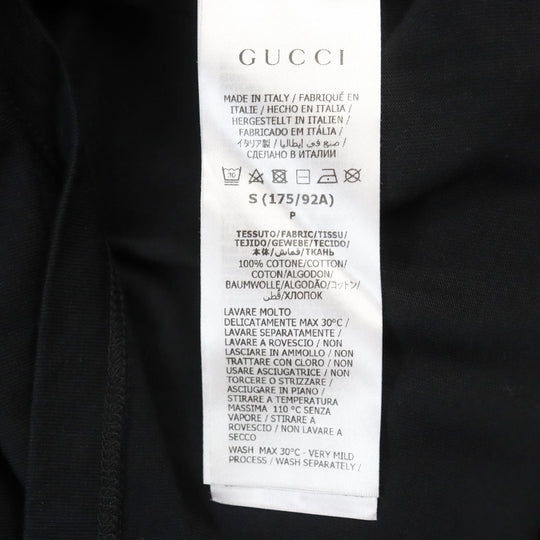 GUCCI
MADE IN ITALY / FABRIQUÉ EN
ITALIE / HECHO EN ITALIA /
HERGESTELLT IN ITALIEN /
FABRICADO EM ITÁLIA /
イタリア製 / صنع في إيطاليا /
СДЕЛАНО В ИТАЛИИ
30
S (175/92A)
P
TESSUTO/FABRIC/TISSU/
TEJIDO/GEWEBE/TECIDO/
本体/قماش/ТКАНЬ
100% COTONE/COTTON/
COTON/ALGODON/
BAUMWOLLE/ALGODÃO/コットン/
قطن/ХЛОПОК
LAVARE MOLTO
DELICATAMENTE MAX 30°C /
LAVARE SEPARATAMENTE /
LAVARE A ROVESCIO / NON
LASCIARE IN AMMOLLO / NON
TRATTARE CON CLORO / NON
USARE ASCIUGATRICE / NON
TORCERE O STRIZZARE /
ASCIUGARE IN PIANO /
STIRARE A TEMPERATURA
MASSIMA 110 °C SENZA
VAPORE / STIRARE A
ROVESCIO / NON LAVARE A
SECCO
WASH MAX 30°C - VERY MILD
PROCESS / WASH SEPARATELY /